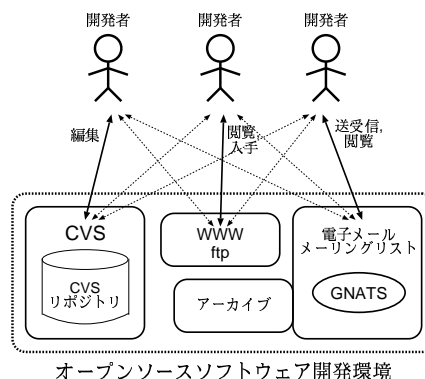 開発者
開発者
開発者
編集
閲覧,
入手
送受信,
閲覧
CVS
CVS
リポジトリ
WWW
ftp
アーカイブ
電子メール
メーリングリスト
GNATS
オープンソースソフトウェア開発環境